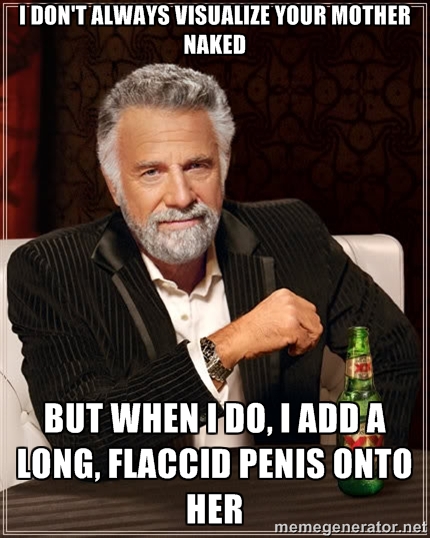 I DON'T ALWAYS VISUALIZE YOUR MOTHER
NAKED
BUT WHEN I DO, I ADD A
LONG, FLACCID PENIS ONTO
HER
memegenerator.net